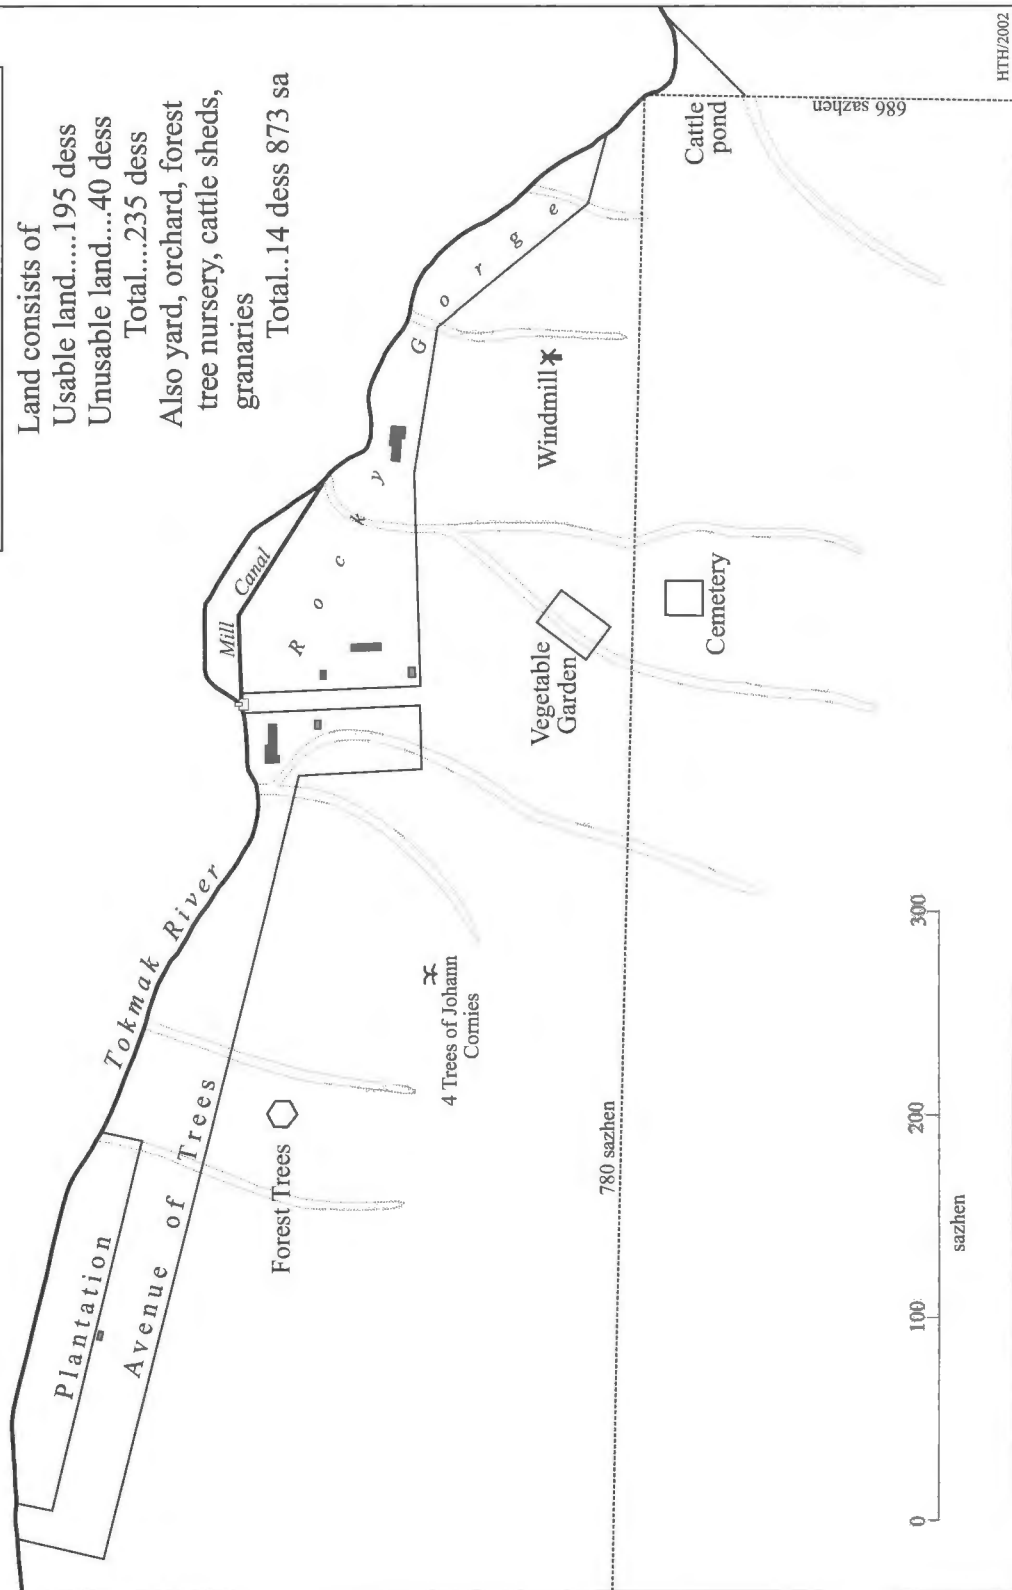 Land consists of
Usable land.....195 dess
Unusable land....40 dess
Total....235 dess
Also yard, orchard, forest
tree nursery, cattle sheds,
granaries
Total..14 dess 873 sa
Tokmak River
Plantation
Avenue of Trees
Forest Trees
4 Trees of Johann
Cornies
Mill Canal
Rocky Gorge
Vegetable
Garden
Windmill
Cemetery
Cattle
pond
780 sazhen
686 sazhen
0 100 200 300
sazhen
HTH/2002